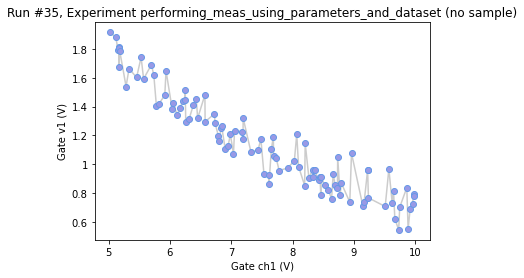 Run #35, Experiment performing_meas_using_parameters_and_dataset (no sample)
1.8
1.6
1.4
1.2
1.0
0.8
0.6
Gate v1 (V)
5 6 7 8 9 10
Gate ch1 (V)